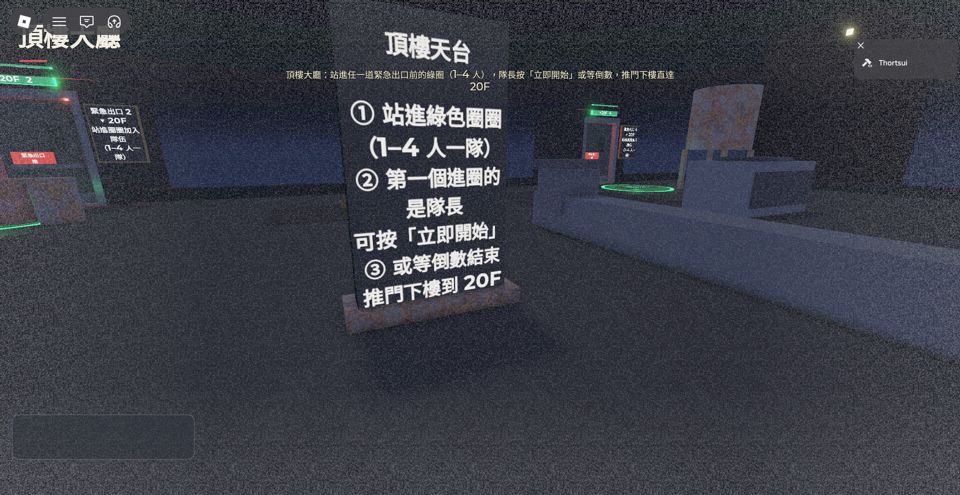 頂樓大廳
20F 2
緊急出口 2
▼ 20F
站進圈圈加入
隊伍
(1–4 人一
隊)
緊急出口
頂樓天台
頂樓大廳：站進任一道緊急出口前的綠圈（1–4 人），隊長按「立即開始」或等倒數，推門下樓直達
20F
① 站進綠色圈圈
（1–4 人一隊）
② 第一個進圈的
是隊長
可按「立即開始」
③ 或等倒數結束
推門下樓到 20F
Thortsui